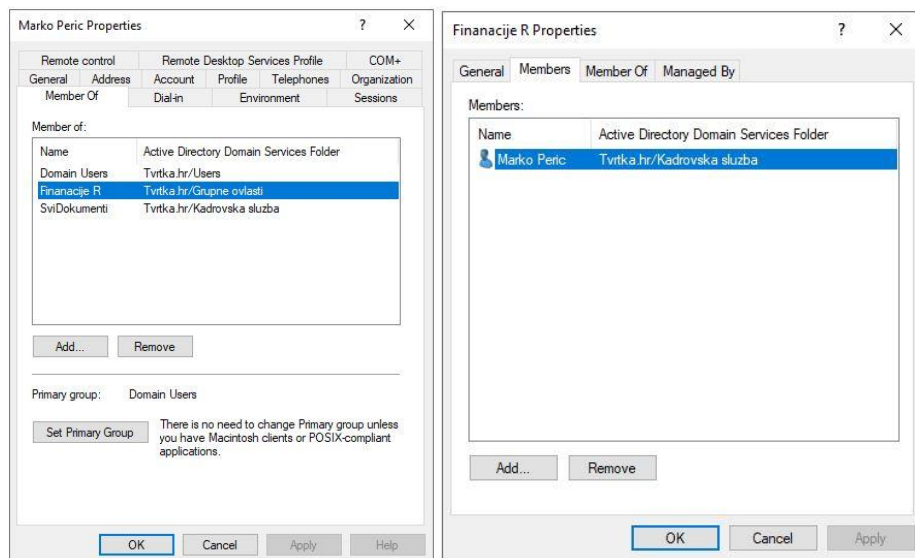 Marko Peric Properties
Remote control Remote Desktop Services Profile COM+
General Address Account Profile Telephones Organization
Member Of Dial-in Environment Sessions
Member of:
Name Active Directory Domain Services Folder
Domain Users Tvrtka.hr/Users
Finanacije R Tvrtka.hr/Grupne ovlasti
SviDokumenti Tvrtka.hr/Kadrovska sluzba
Add... Remove
Primary group: Domain Users
Set Primary Group
There is no need to change Primary group unless
you have Macintosh clients or POSIX-compliant
applications.
OK Cancel Apply Help
Finanacije R Properties
General Members Member Of Managed By
Members:
Name Active Directory Domain Services Folder
Marko Peric Tvrtka.hr/Kadrovska sluzba
Add... Remove
OK Cancel Apply